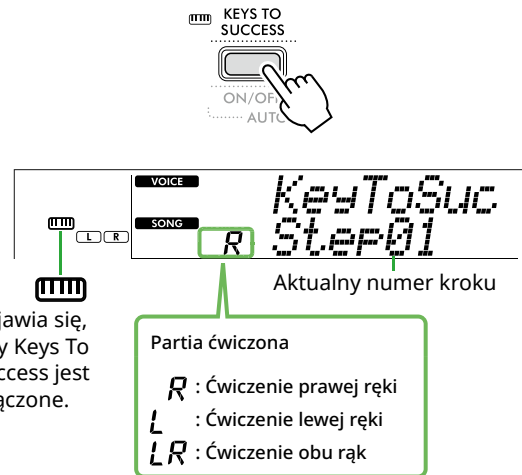 KEYS TO
SUCCESS
ON/OFF
AUTO
VOICE
KeyToSuc
L R
SONG
R
Step01
Aktualny numer kroku
jawia się,
y Keys To
ccess jest
ączone.
Partia ćwiczona
R : Ćwiczenie prawej ręki
L : Ćwiczenie lewej ręki
LR : Ćwiczenie obu rąk